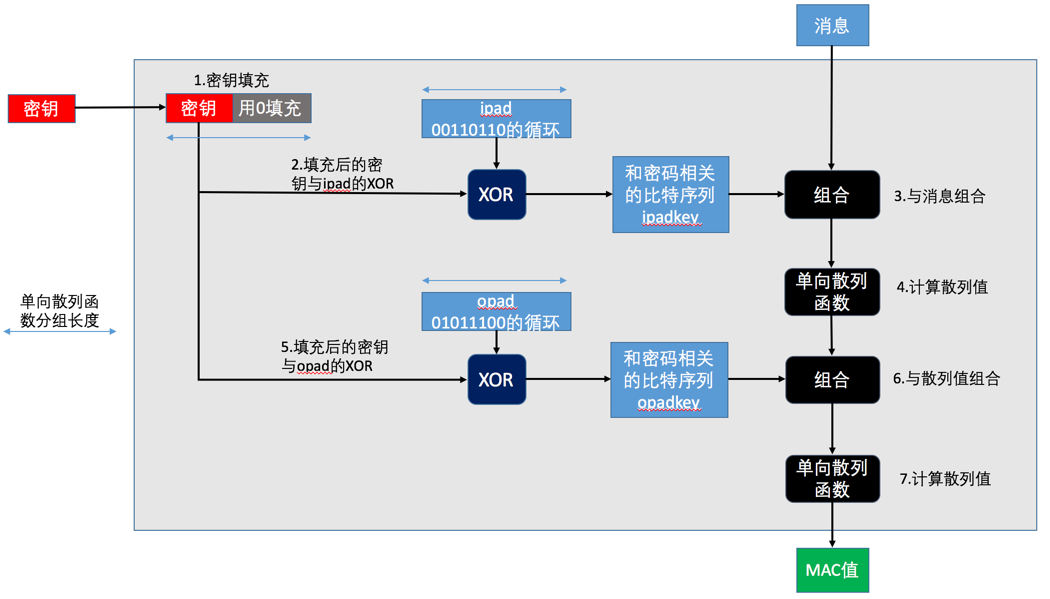 消息
1.密钥填充
密钥
密钥
用0填充
ipad
00110110的循环
2.填充后的密
钥与ipad的XOR
XOR
和密码相关
的比特序列
ipadkey
组合
3.与消息组合
单向散列
函数
4.计算散列值
单向散列函
数分组长度
opad
01011100的循环
5.填充后的密钥
与opad的XOR
XOR
和密码相关
的比特序列
opadkey
组合
6.与散列值组合
单向散列
函数
7.计算散列值
MAC值